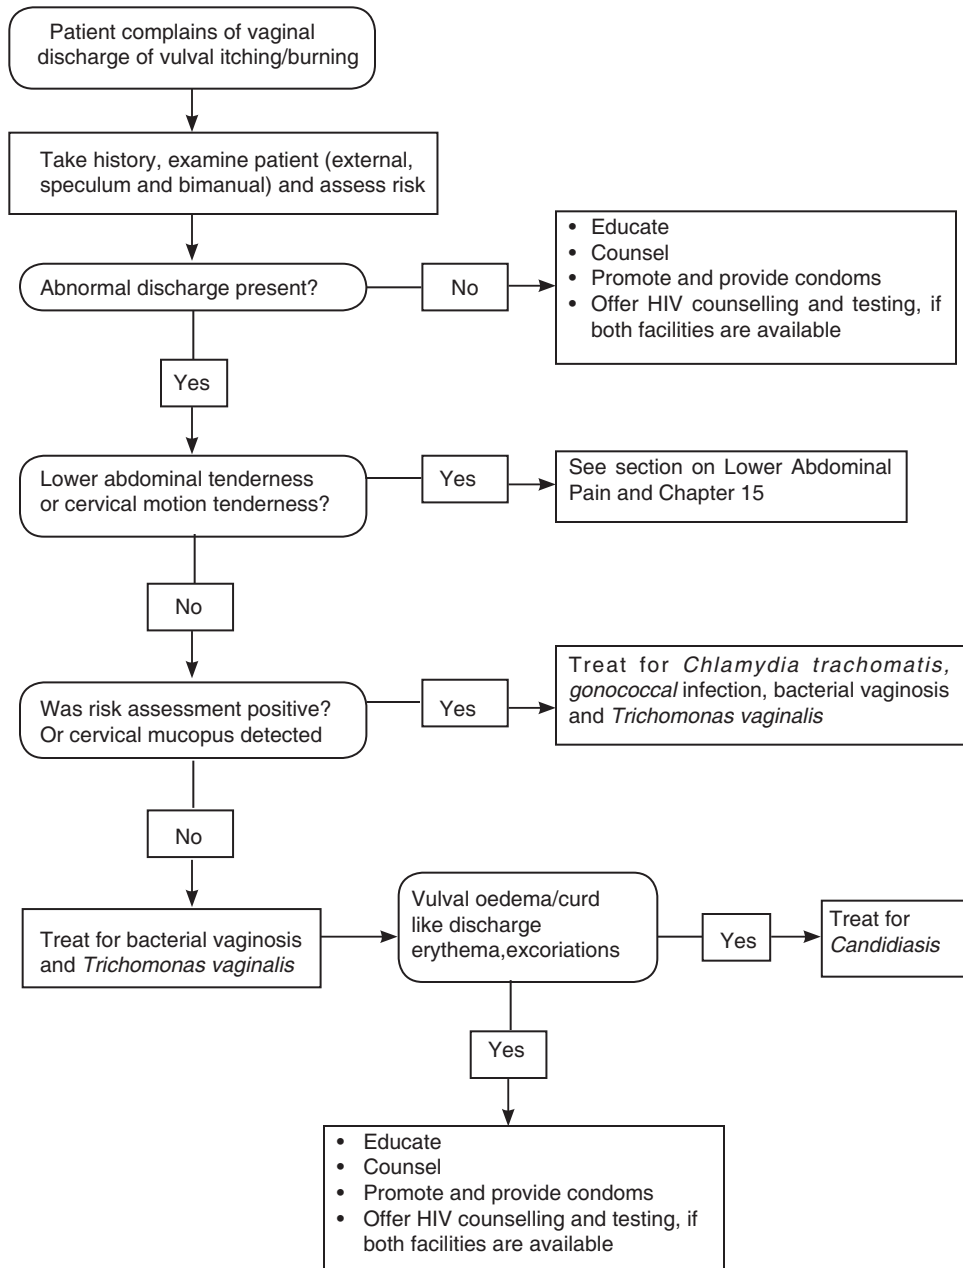 Patient complains of vaginal
discharge of vulval itching/burning
Take history, examine patient (external,
speculum and bimanual) and assess risk
Abnormal discharge present?
No
• Educate
• Counsel
• Promote and provide condoms
• Offer HIV counselling and testing, if
both facilities are available
Yes
Lower abdominal tenderness
or cervical motion tenderness?
Yes
See section on Lower Abdominal
Pain and Chapter 15
No
Was risk assessment positive?
Or cervical mucopus detected
Yes
Treat for Chlamydia trachomatis,
gonococcal infection, bacterial vaginosis
and Trichomonas vaginalis
No
Treat for bacterial vaginosis
and Trichomonas vaginalis
Vulval oedema/curd
like discharge
erythema,excoriations
Yes
Treat for
Candidiasis
Yes
• Educate
• Counsel
• Promote and provide condoms
• Offer HIV counselling and testing, if
both facilities are available